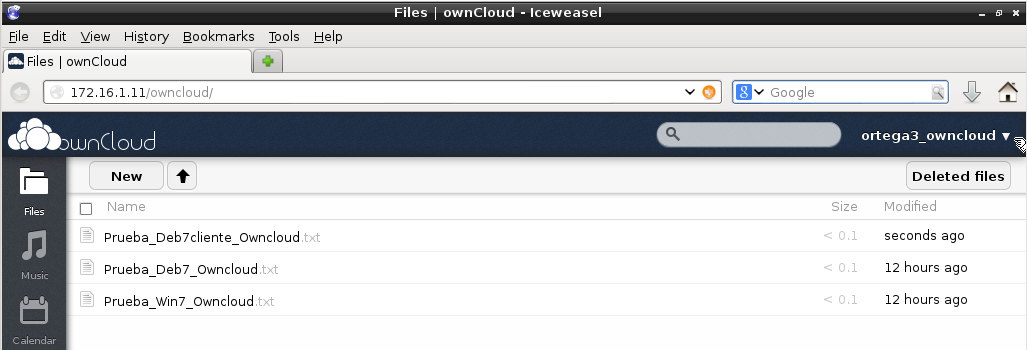 Files | ownCloud - Iceweasel
File Edit View History Bookmarks Tools Help
Files | ownCloud
172.16.1.11/owncloud/
8 Google
ownCloud
ortega3_owncloud ▼
New
Deleted files
Files
Name Size Modified
Prueba_Deb7cliente_Owncloud.txt < 0.1 seconds ago
Music
Prueba_Deb7_Owncloud.txt < 0.1 12 hours ago
Prueba_Win7_Owncloud.txt < 0.1 12 hours ago
Calendar